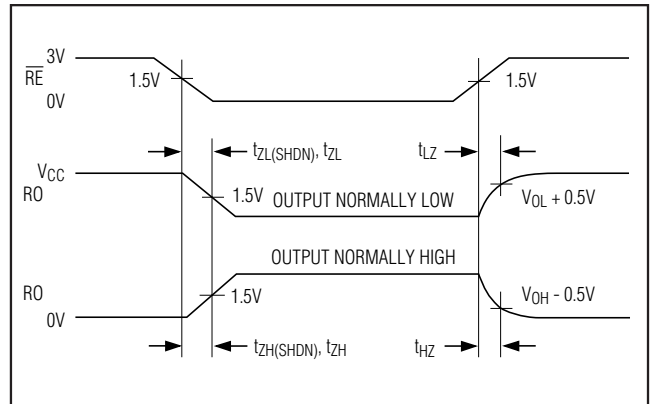 3V
RE
1.5V
1.5V
0V
tZL(SHDN), tZL
tLZ
VCC
RO
1.5V
OUTPUT NORMALLY LOW
VOL + 0.5V
OUTPUT NORMALLY HIGH
RO
1.5V
VOH - 0.5V
0V
tZH(SHDN), tZH
tHZ